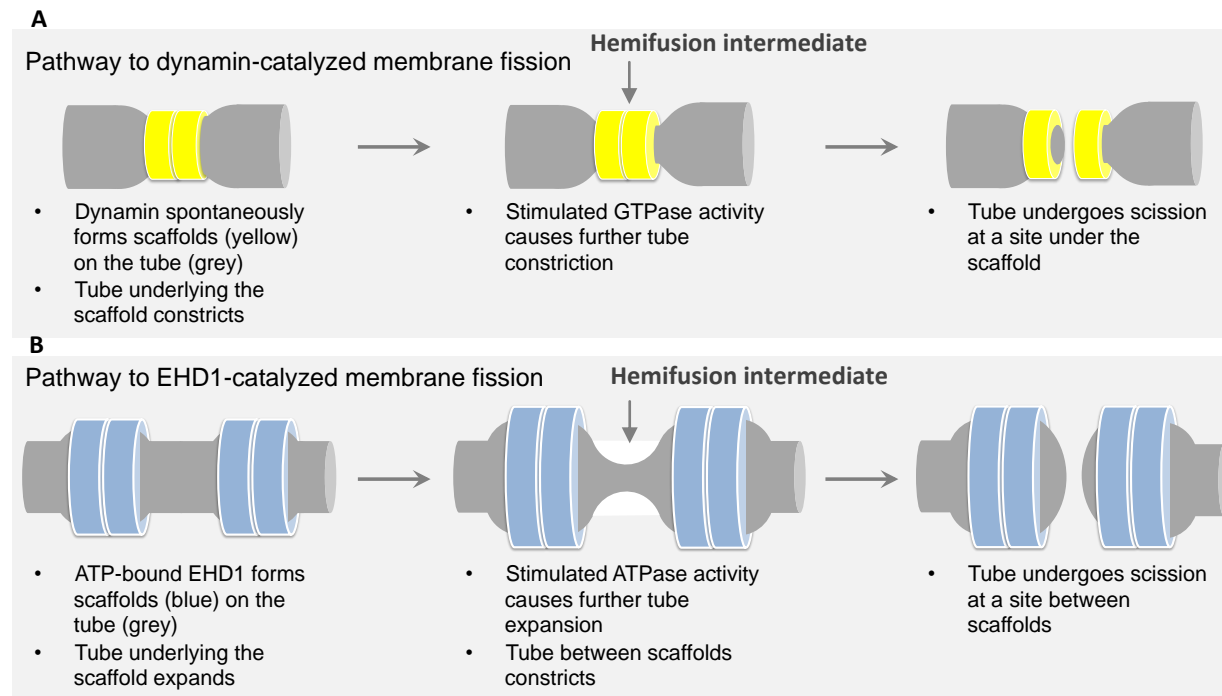 A
Hemifusion intermediate
Pathway to dynamin-catalyzed membrane fission
• Dynamin spontaneously
forms scaffolds (yellow)
on the tube (grey)
• Tube underlying the
scaffold constricts
• Stimulated GTPase activity
causes further tube
constriction
• Tube undergoes scission
at a site under the
scaffold
B
Pathway to EHD1-catalyzed membrane fission
Hemifusion intermediate
• ATP-bound EHD1 forms
scaffolds (blue) on the
tube (grey)
• Tube underlying the
scaffold expands
• Stimulated ATPase activity
causes further tube
expansion
• Tube between scaffolds
constricts
• Tube undergoes scission
at a site between
scaffolds